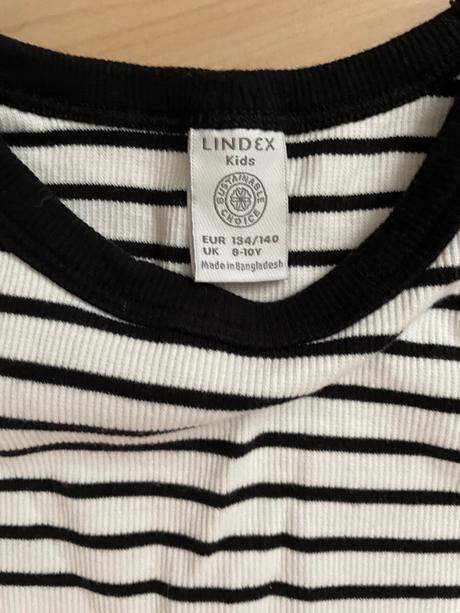 LINDEX
Kids
SUSTAINABLE
CHOICE
EUR 134/140
UK 8-10Y
Made in Bangladesh